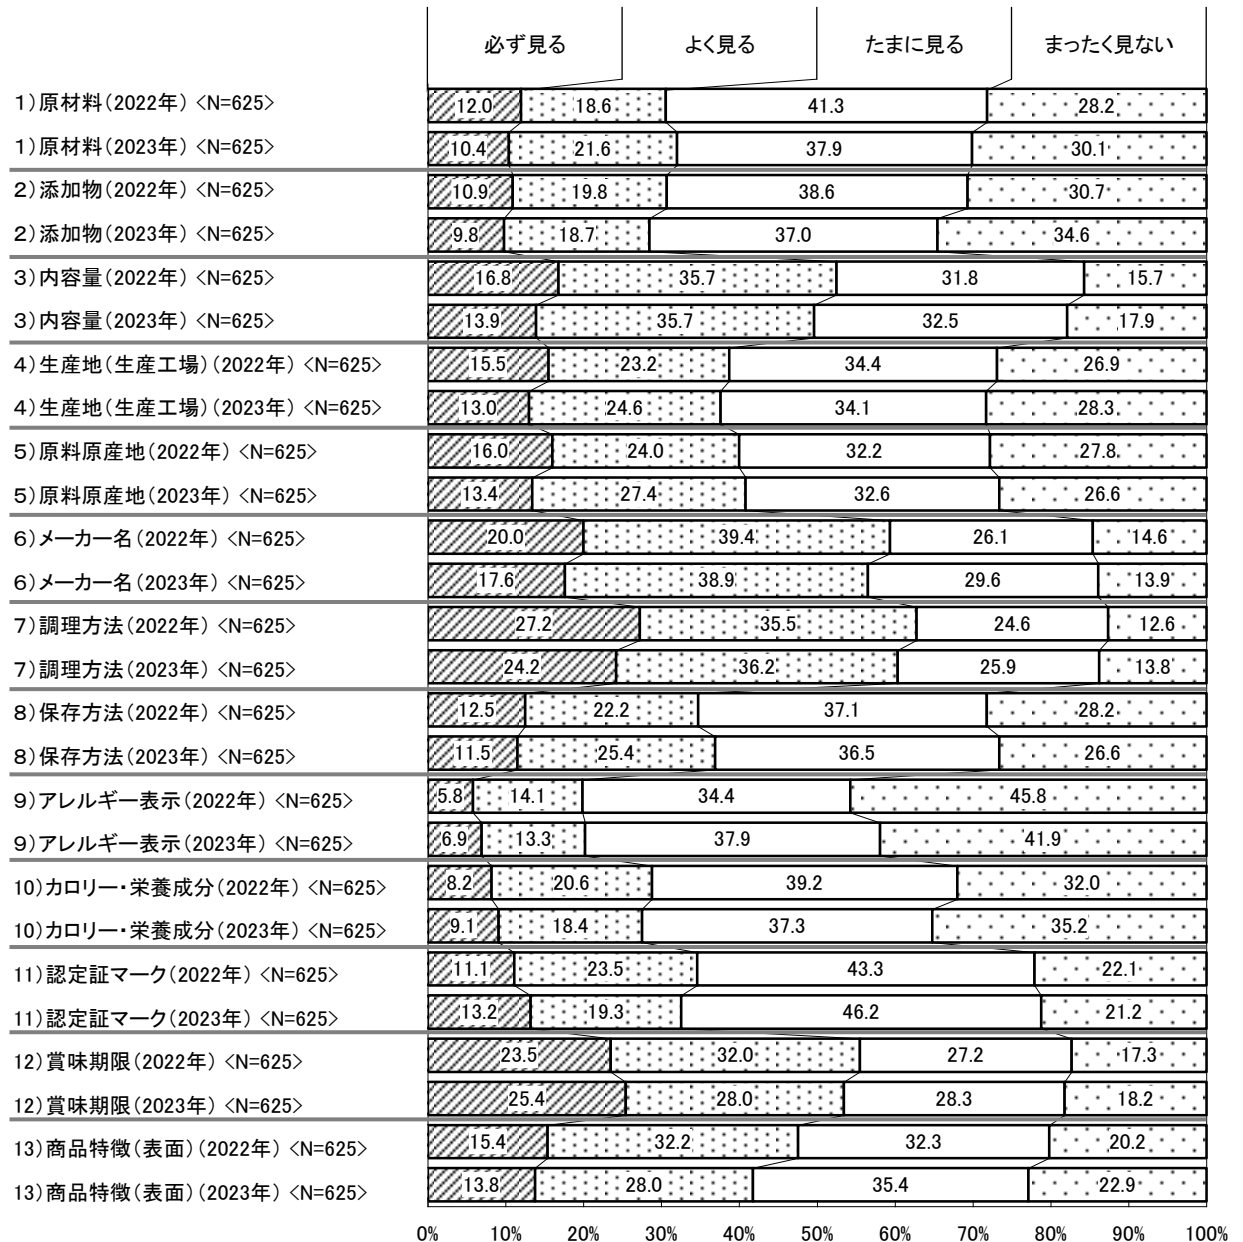 必ず見る よく見る たまに見る まったく見ない
1)原材料(2022年) <N=625> 12.0 18.6 41.3 28.2
1)原材料(2023年) <N=625> 10.4 21.6 37.9 30.1
2)添加物(2022年) <N=625> 10.9 19.8 38.6 30.7
2)添加物(2023年) <N=625> 9.8 18.7 37.0 34.6
3)内容量(2022年) <N=625> 16.8 35.7 31.8 15.7
3)内容量(2023年) <N=625> 13.9 35.7 32.5 17.9
4)生産地(生産工場)(2022年) <N=625> 15.5 23.2 34.4 26.9
4)生産地(生産工場)(2023年) <N=625> 13.0 24.6 34.1 28.3
5)原料原産地(2022年) <N=625> 16.0 24.0 32.2 27.8
5)原料原産地(2023年) <N=625> 13.4 27.4 32.6 26.6
6)メーカー名(2022年) <N=625> 20.0 39.4 26.1 14.6
6)メーカー名(2023年) <N=625> 17.6 38.9 29.6 13.9
7)調理方法(2022年) <N=625> 27.2 35.5 24.6 12.6
7)調理方法(2023年) <N=625> 24.2 36.2 25.9 13.8
8)保存方法(2022年) <N=625> 12.5 22.2 37.1 28.2
8)保存方法(2023年) <N=625> 11.5 25.4 36.5 26.6
9)アレルギー表示(2022年) <N=625> 5.8 14.1 34.4 45.8
9)アレルギー表示(2023年) <N=625> 6.9 13.3 37.9 41.9
10)カロリー・栄養成分(2022年) <N=625> 8.2 20.6 39.2 32.0
10)カロリー・栄養成分(2023年) <N=625> 9.1 18.4 37.3 35.2
11)認定証マーク(2022年) <N=625> 11.1 23.5 43.3 22.1
11)認定証マーク(2023年) <N=625> 13.2 19.3 46.2 21.2
12)賞味期限(2022年) <N=625> 23.5 32.0 27.2 17.3
12)賞味期限(2023年) <N=625> 25.4 28.0 28.3 18.2
13)商品特徴(表面)(2022年) <N=625> 15.4 32.2 32.3 20.2
13)商品特徴(表面)(2023年) <N=625> 13.8 28.0 35.4 22.9
0% 10% 20% 30% 40% 50% 60% 70% 80% 90% 100%